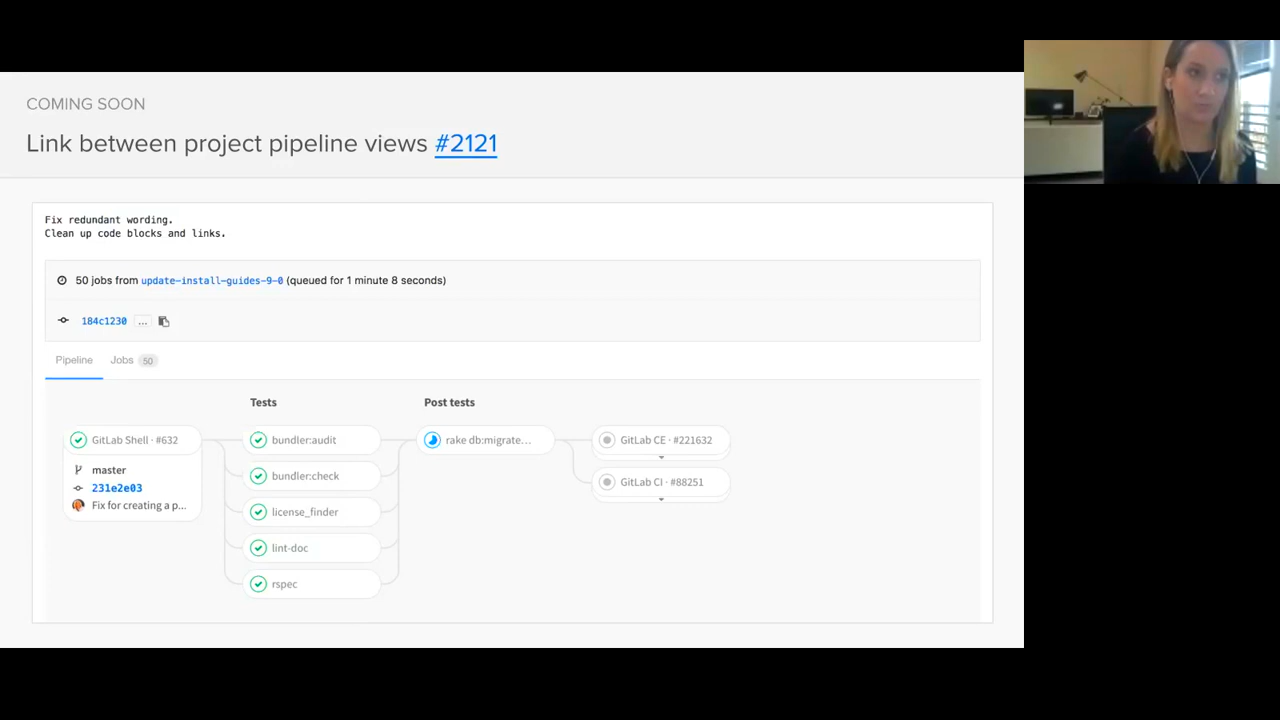 COMING SOON
Link between project pipeline views #2121
Fix redundant wording.
Clean up code blocks and links.
50 jobs from update-install-guides-9-0 (queued for 1 minute 8 seconds)
184c1230 ...
Pipeline Jobs 50
Tests Post tests
GitLab Shell · #632 bundler:audit rake db:migrate... GitLab CE · #221632
master bundler:check GitLab CI · #88251
231e2e03
Fix for creating a p... license_finder
lint-doc
rspec